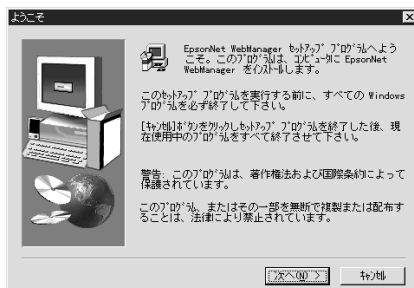 ようこそ
EpsonNet WebManager ｾｯﾄｱｯﾌﾟ ﾌﾟﾛｸﾞﾗﾑへよう
こそ。このﾌﾟﾛｸﾞﾗﾑは、ｺﾝﾋﾟｭｰﾀに EpsonNet
WebManager をｲﾝｽﾄｰﾙします。
このｾｯﾄｱｯﾌﾟ ﾌﾟﾛｸﾞﾗﾑを実行する前に、すべての Windows
ﾌﾟﾛｸﾞﾗﾑを必ず終了して下さい。
[ｷｬﾝｾﾙ]ﾎﾞﾀﾝをｸﾘｯｸしｾｯﾄｱｯﾌﾟ ﾌﾟﾛｸﾞﾗﾑを終了した後、現
在使用中のﾌﾟﾛｸﾞﾗﾑをすべて終了させて下さい。
警告: このﾌﾟﾛｸﾞﾗﾑは、著作権法および国際条約によって
保護されています。
このﾌﾟﾛｸﾞﾗﾑ、またはその一部を無断で複製または配布す
ることは、法律により禁止されています。
次へ(N) >
ｷｬﾝｾﾙ